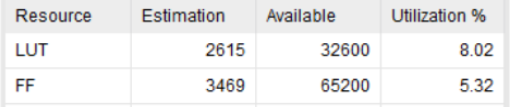 Resource Estimation Available Utilization %
LUT 2615 32600 8.02
FF 3469 65200 5.32